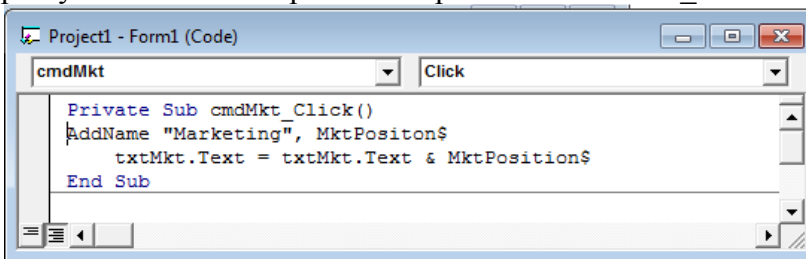 Project1 - Form1 (Code)
cmdMkt Click
Private Sub cmdMkt_Click()
AddName "Marketing", MktPositon$
txtMkt.Text = txtMkt.Text & MktPosition$
End Sub